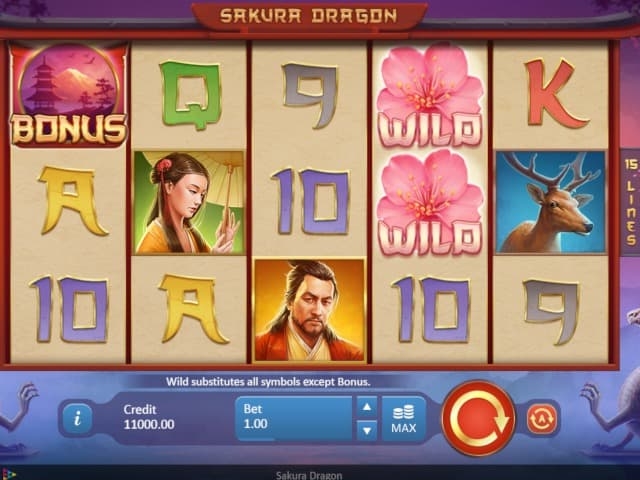 SAKURA DRAGON
BONUS
Q
9
WILD
K
A
10
WILD
15 - LINES
10
A
10
9
Wild substitutes all symbols except Bonus.
i
Credit
11000.00
Bet
1.00
MAX
A
Sakura Dragon